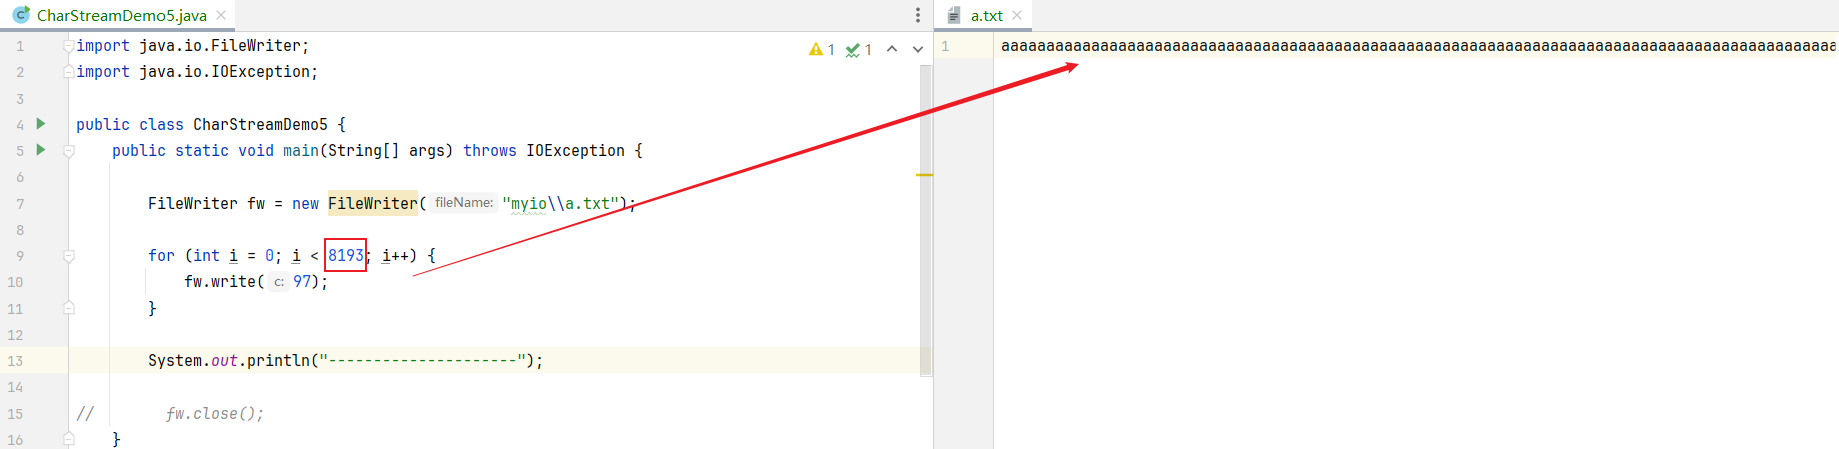 CharStreamDemo5.java
1 import java.io.FileWriter;
2 import java.io.IOException;
3
4 public class CharStreamDemo5 {
5 public static void main(String[] args) throws IOException {
6
7 FileWriter fw = new FileWriter( fileName: "myio\\a.txt");
8
9 for (int i = 0; i < 8193; i++) {
10 fw.write( c: 97);
11 }
12
13 System.out.println("---------------------");
14
15 // fw.close();
16 }
1 1
a.txt
1 aaaaaaaaaaaaaaaaaaaaaaaaaaaaaaaaaaaaaaaaaaaaaaaaaaaaaaaaaaaaaaaaaaaaaaaaaaaaaaaaaaaaaaaaaaaaa